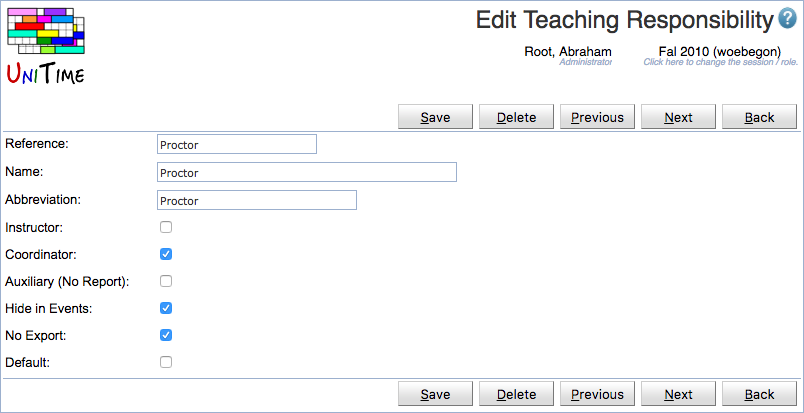 Edit Teaching Responsibility ?
UNITIME
Root, Abraham Fal 2010 (woebegon)
Administrator Click here to change the session / role.
Save Delete Previous Next Back
Reference: Proctor
Name: Proctor
Abbreviation: Proctor
Instructor:
Coordinator:
Auxiliary (No Report):
Hide in Events:
No Export:
Default:
Save Delete Previous Next Back